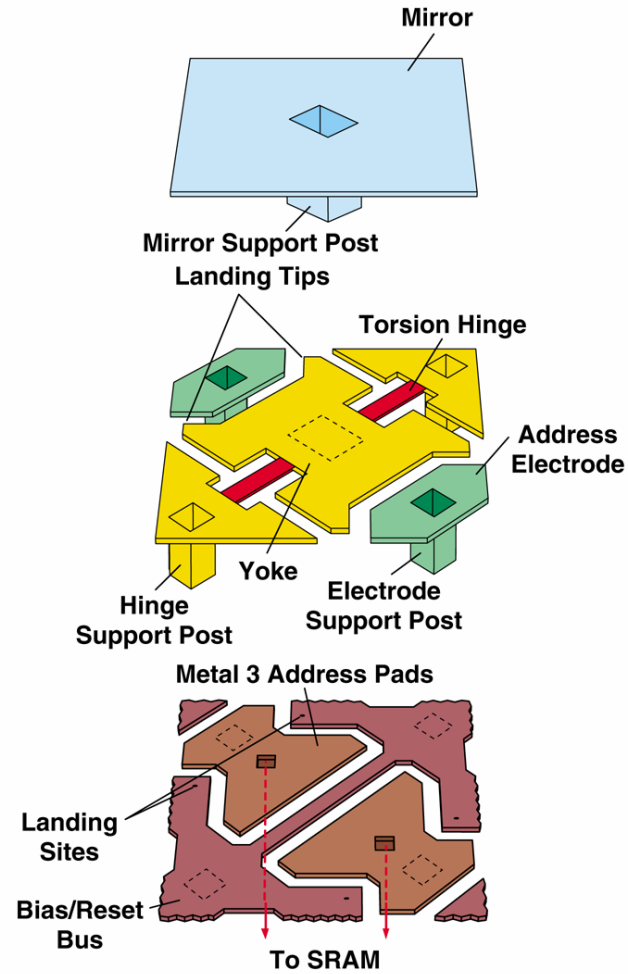 Mirror
Mirror Support Post
Landing Tips
Torsion Hinge
Address
Electrode
Yoke
Hinge
Support Post
Electrode
Support Post
Metal 3 Address Pads
Landing
Sites
Bias/Reset
Bus
To SRAM